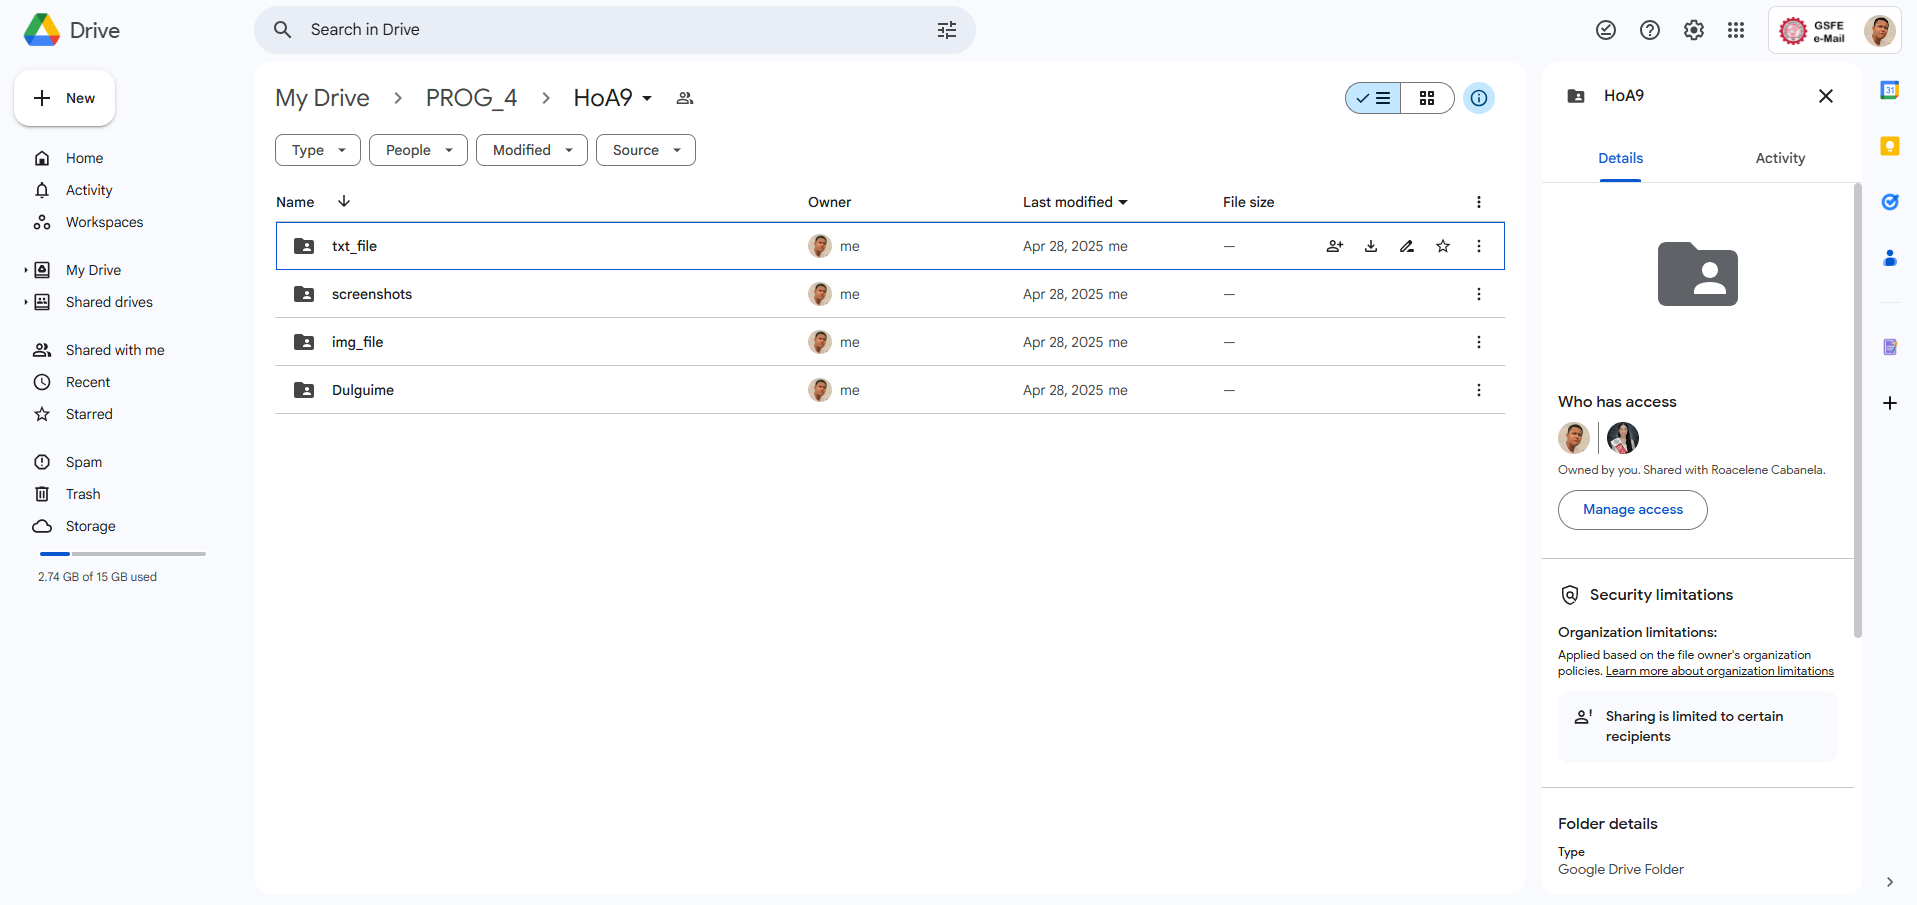 Drive
Search in Drive
GSFE
e-Mail
New
Home
Activity
Workspaces
My Drive
Shared drives
Shared with me
Recent
Starred
Spam
Trash
Storage
2.74 GB of 15 GB used
My Drive PROG_4 HoA9
Type People Modified Source
Name Owner Last modified File size
txt_file me Apr 28, 2025 me —
screenshots me Apr 28, 2025 me —
img_file me Apr 28, 2025 me —
Dulguime me Apr 28, 2025 me —
HoA9
Details Activity
Who has access
Owned by you. Shared with Roacelene Cabanela.
Manage access
Security limitations
Organization limitations:
Applied based on the file owner's organization
policies. Learn more about organization limitations
Sharing is limited to certain
recipients
Folder details
Type
Google Drive Folder
31